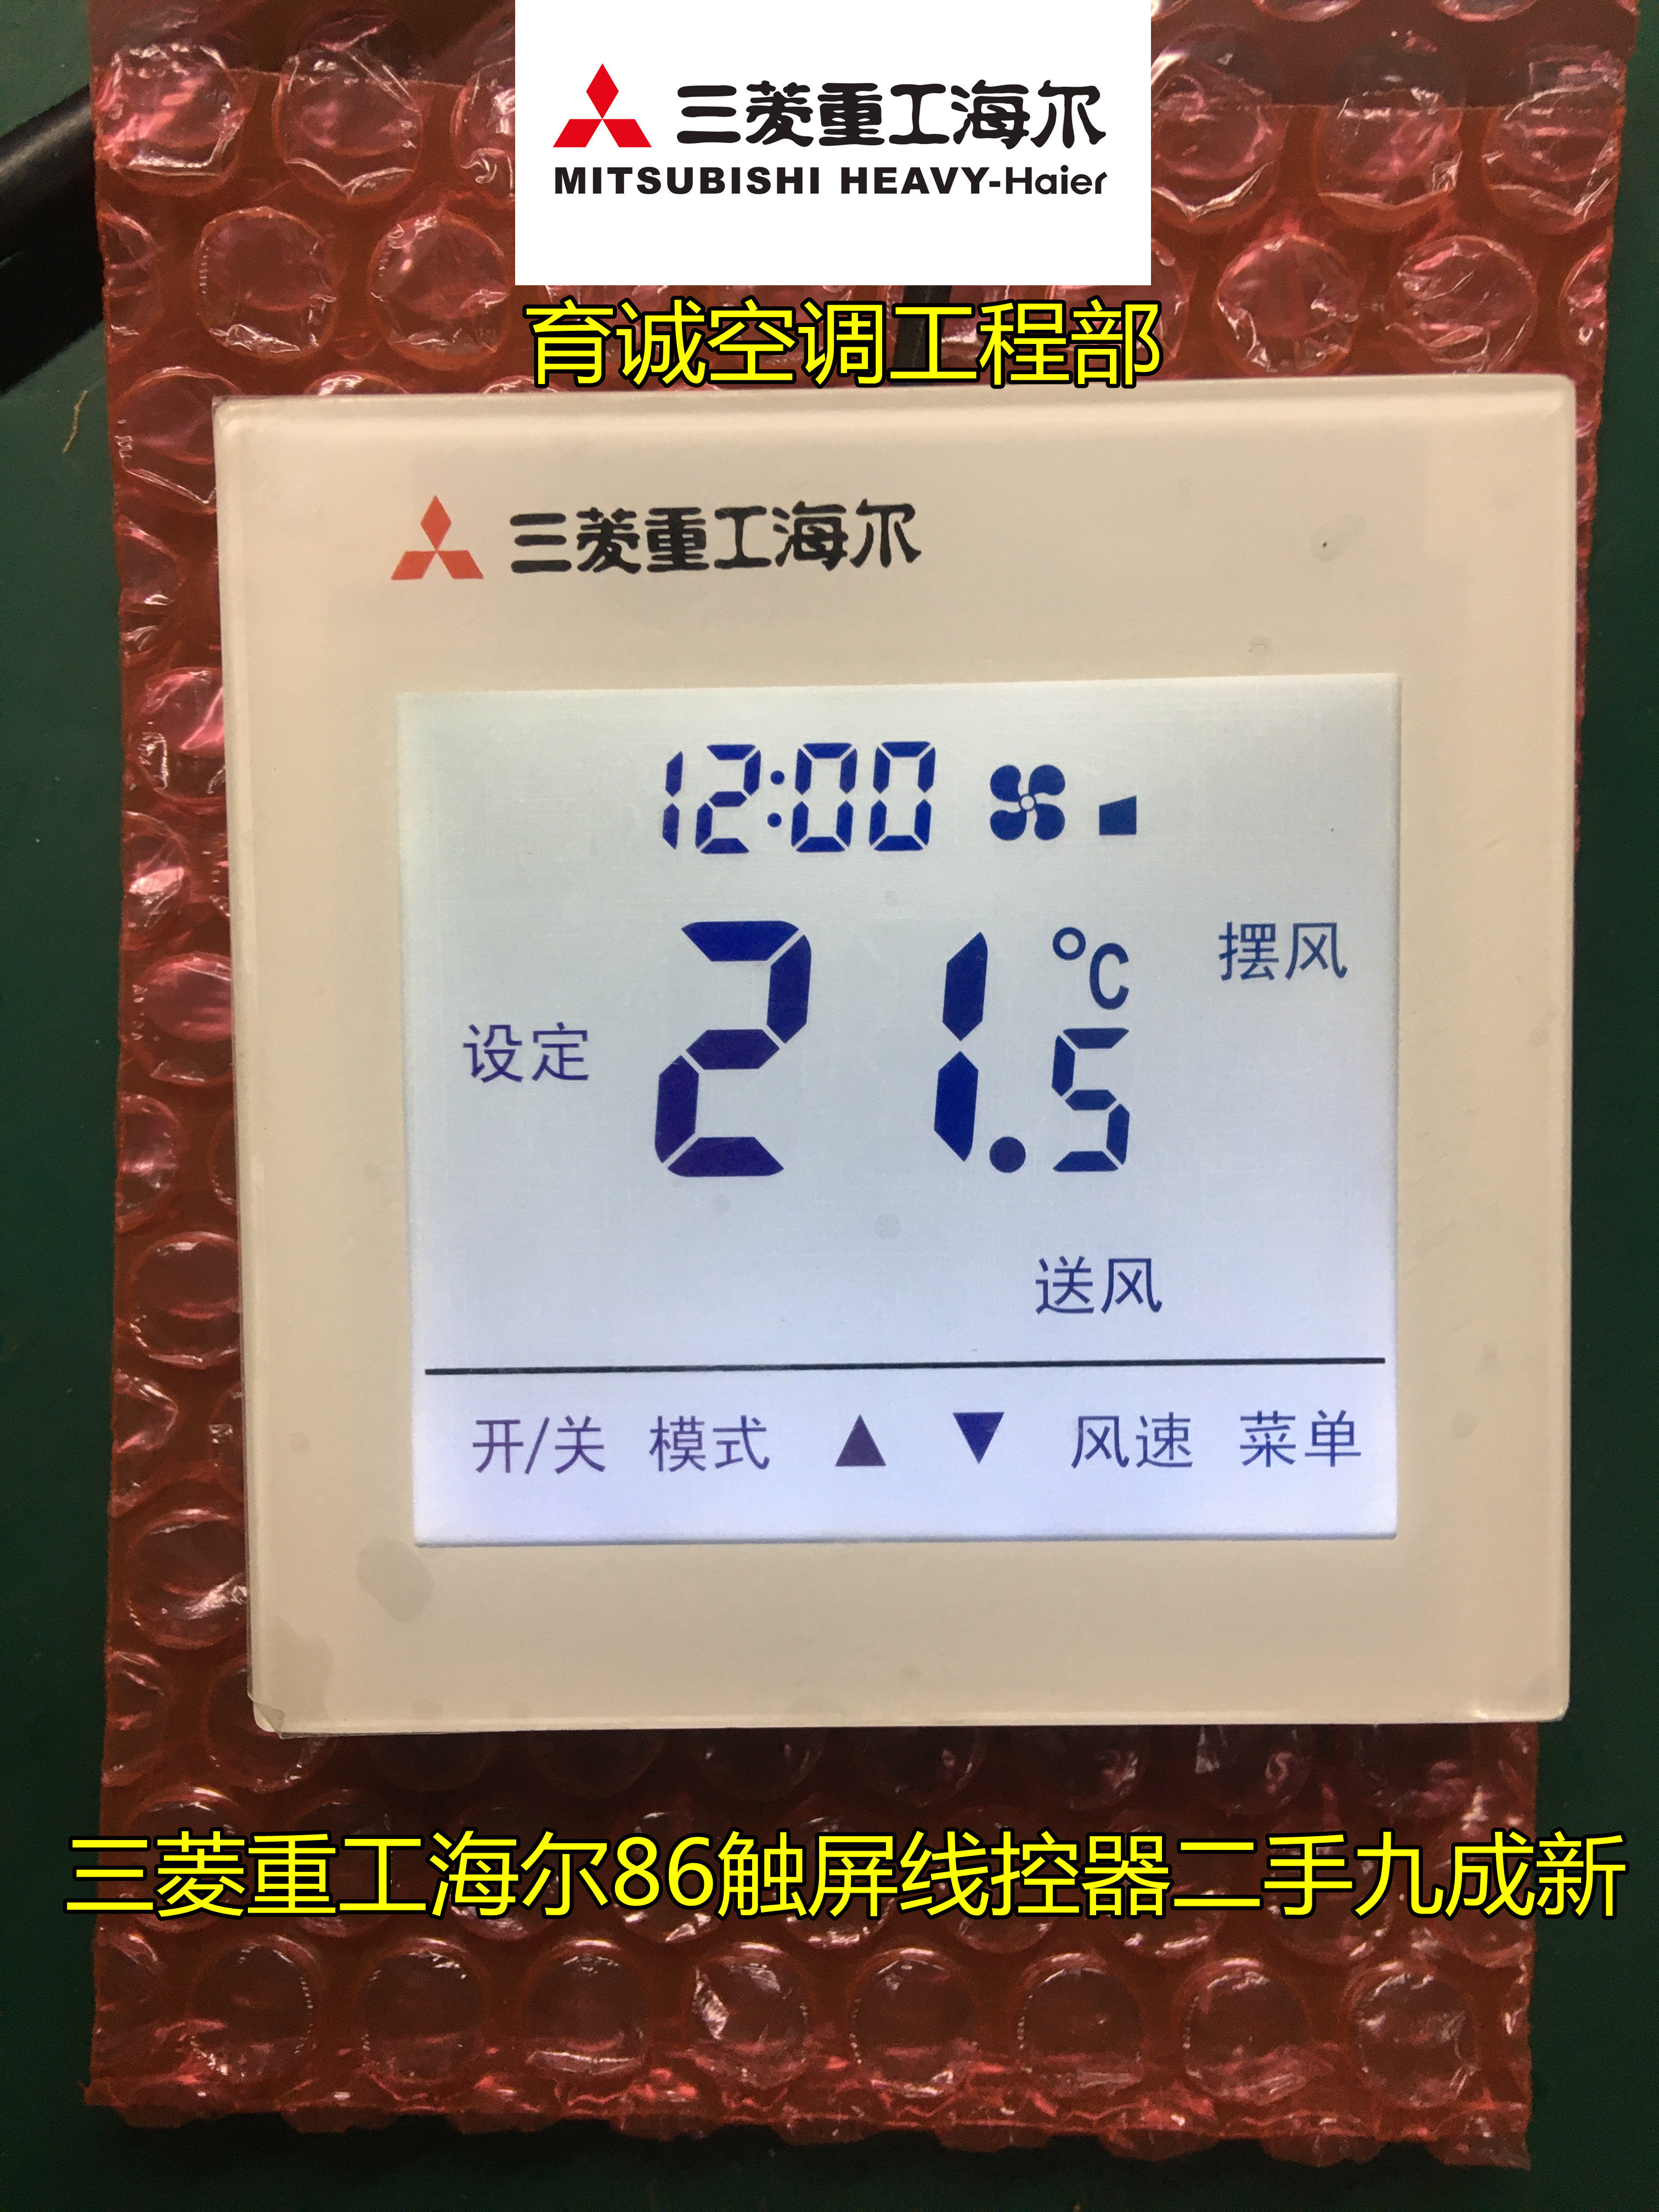 三菱重工海尔
MITSUBISHI HEAVY-Haier
育诚空调工程部
三菱重工海尔
12:00
摆风
设定 21.5 °C
送风
开/关 模式 ▲ ▼ 风速 菜单
三菱重工海尔86触屏线控器二手九成新